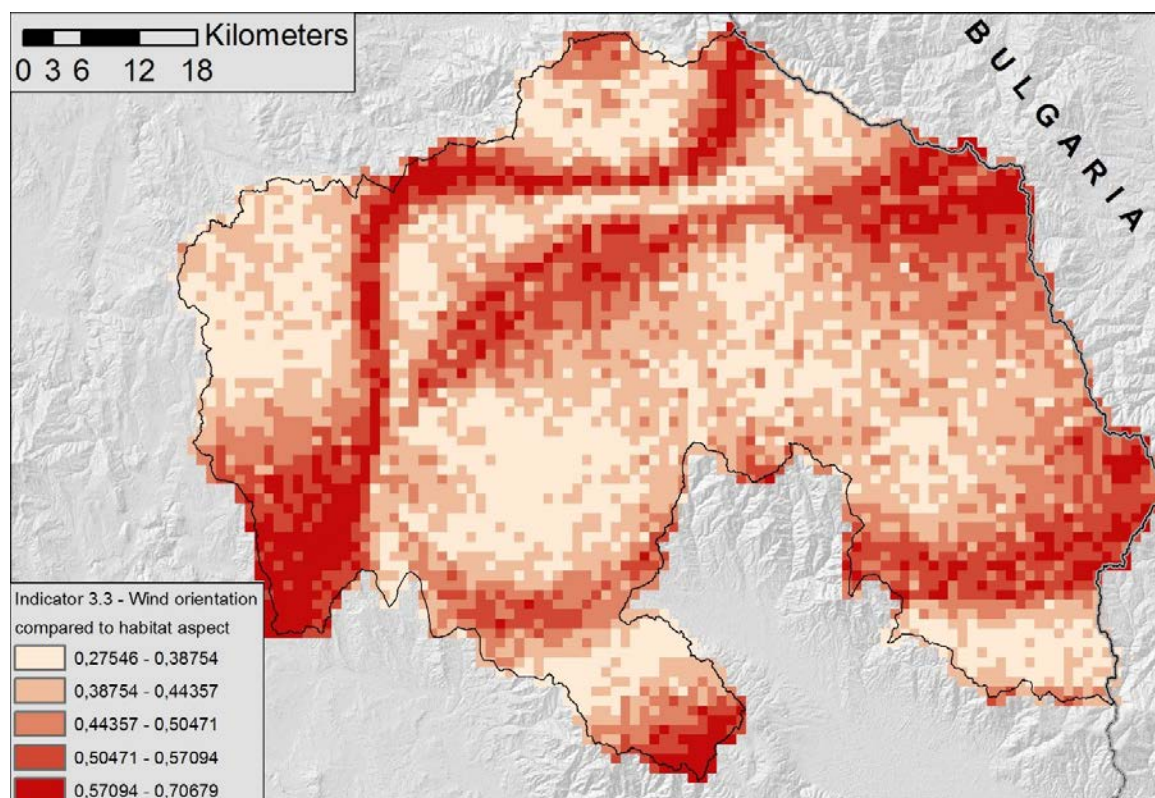 Kilometers
0 3 6 12 18
BULGARIA
Indicator 3.3 - Wind orientation
compared to habitat aspect
0,27546 - 0,38754
0,38754 - 0,44357
0,44357 - 0,50471
0,50471 - 0,57094
0,57094 - 0,70679